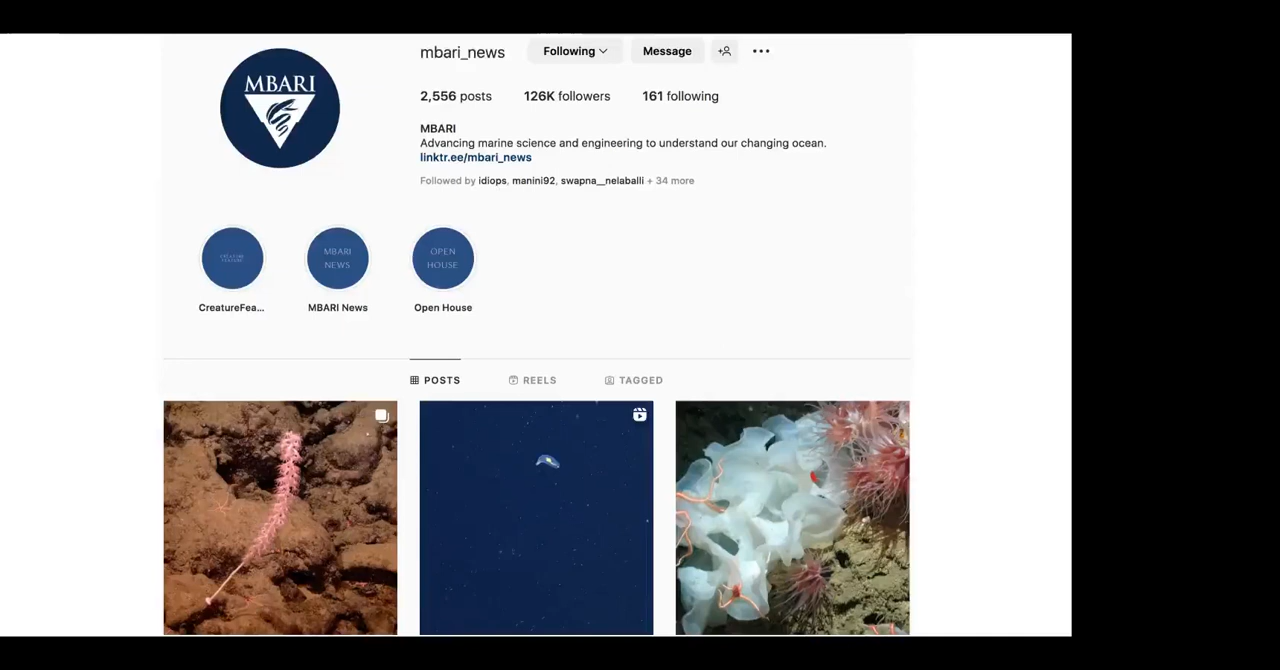 mbari_news Following Message
MBARI
2,556 posts 126K followers 161 following
MBARI
Advancing marine science and engineering to understand our changing ocean.
linktr.ee/mbari_news
Followed by idiops, manini92, swapna__nelaballi + 34 more
CREATURE
FEATURE
MBARI
NEWS
OPEN
HOUSE
CreatureFea... MBARI News Open House
POSTS REELS TAGGED